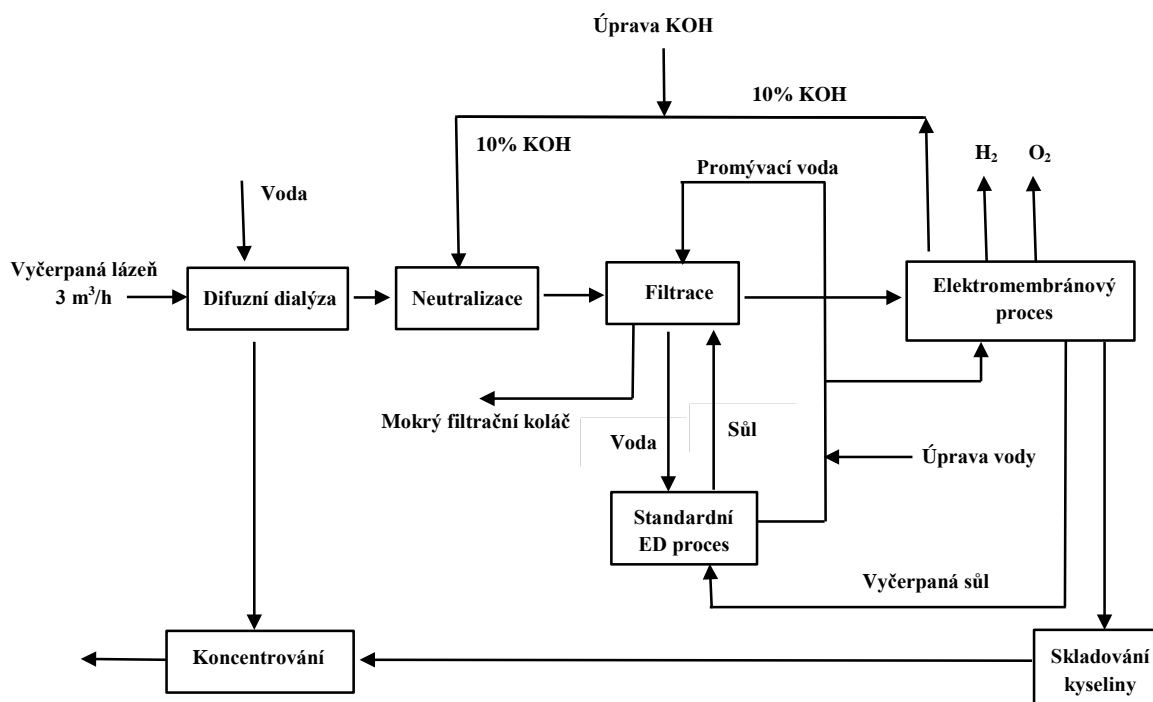 Úprava KOH
10% KOH
10% KOH
H₂ O₂
Promývací voda
Voda
Vyčerpaná lázeň
3 m³/h
Difuzní dialýza
Neutralizace
Filtrace
Elektromembránový
proces
Mokrý filtrační koláč
Voda
Sůl
Úprava vody
Standardní
ED proces
Vyčerpaná sůl
Koncentrování
Skladování
kyseliny